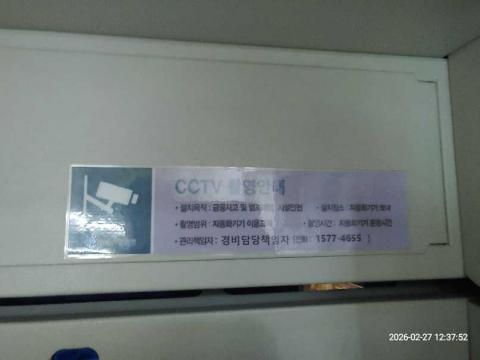 CCTV 촬영안내
• 설치목적 : 금융사고 및 범죄예방, 시설안전 • 설치장소 : 자동화기기 코너
• 촬영범위 : 자동화기기 이용고객 • 촬영시간 : 자동화기기 운영시간
• 관리책임자 : 경비담당책임자 (전화 : 1577-4655 )
2026-02-27 12:37:52